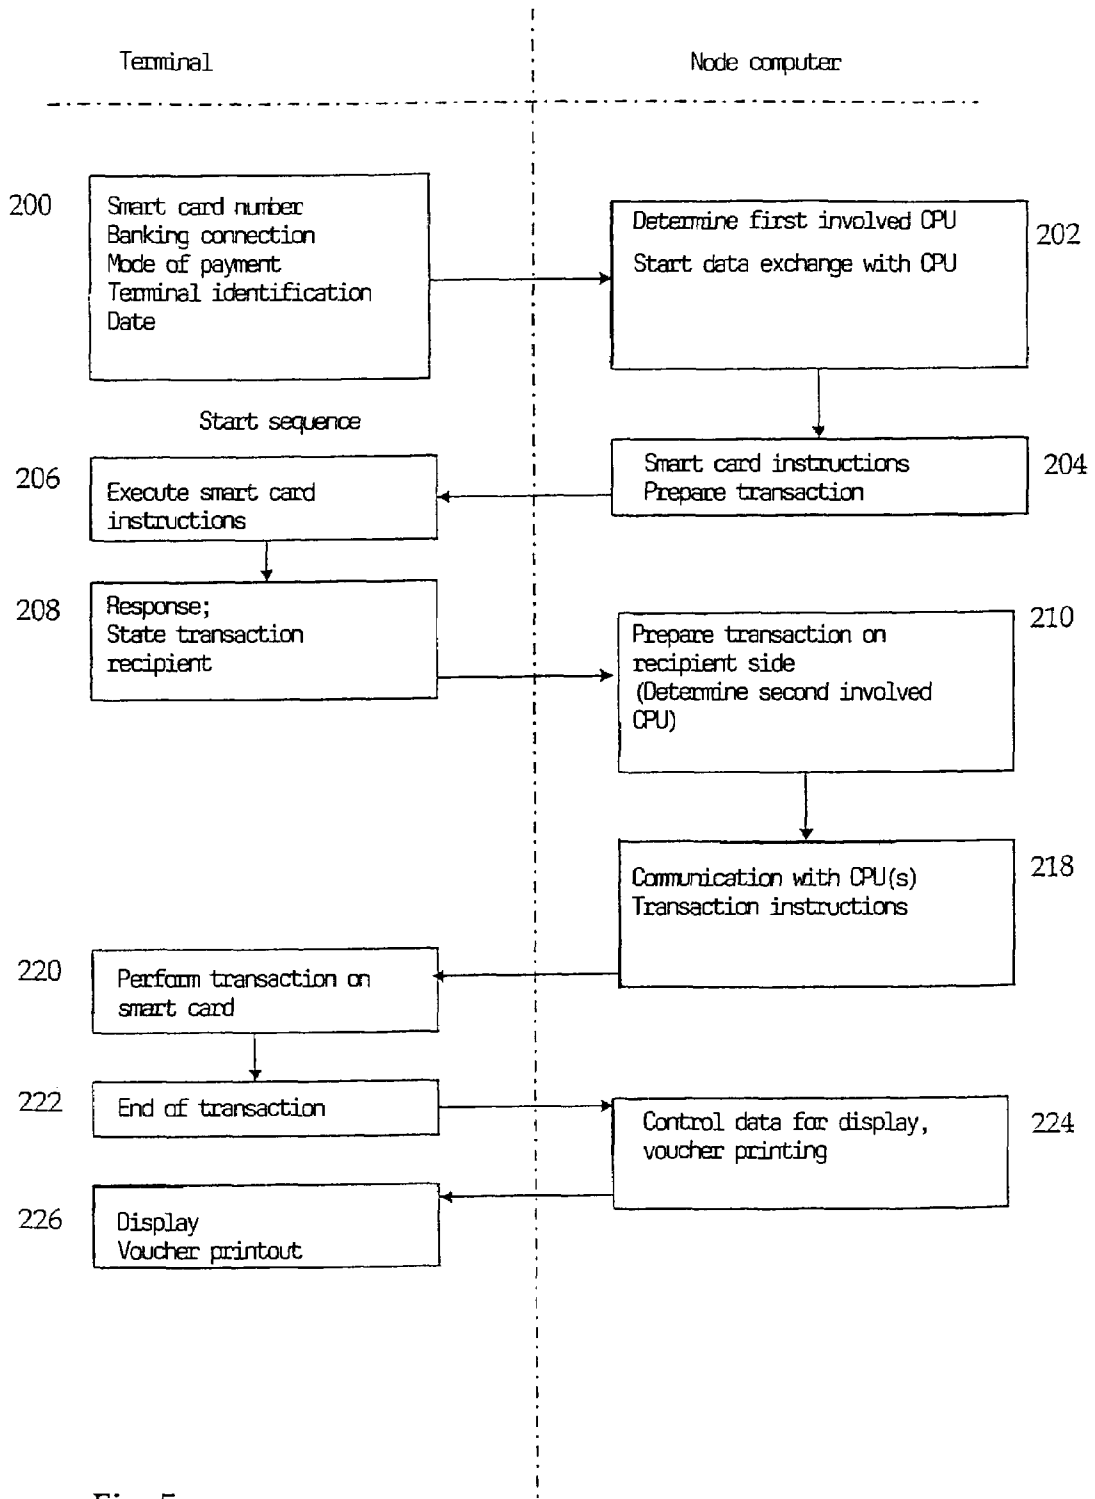 Terminal
Node computer
200
Smart card number
Banking connection
Mode of payment
Terminal identification
Date
Determine first involved CPU
Start data exchange with CPU
202
Start sequence
206
Execute smart card
instructions
Smart card instructions
Prepare transaction
204
208
Response;
State transaction
recipient
Prepare transaction on
recipient side
(Determine second involved
CPU)
210
Communication with CPU(s)
Transaction instructions
218
220
Perform transaction on
smart card
222
End of transaction
Control data for display,
voucher printing
224
226
Display
Voucher printout